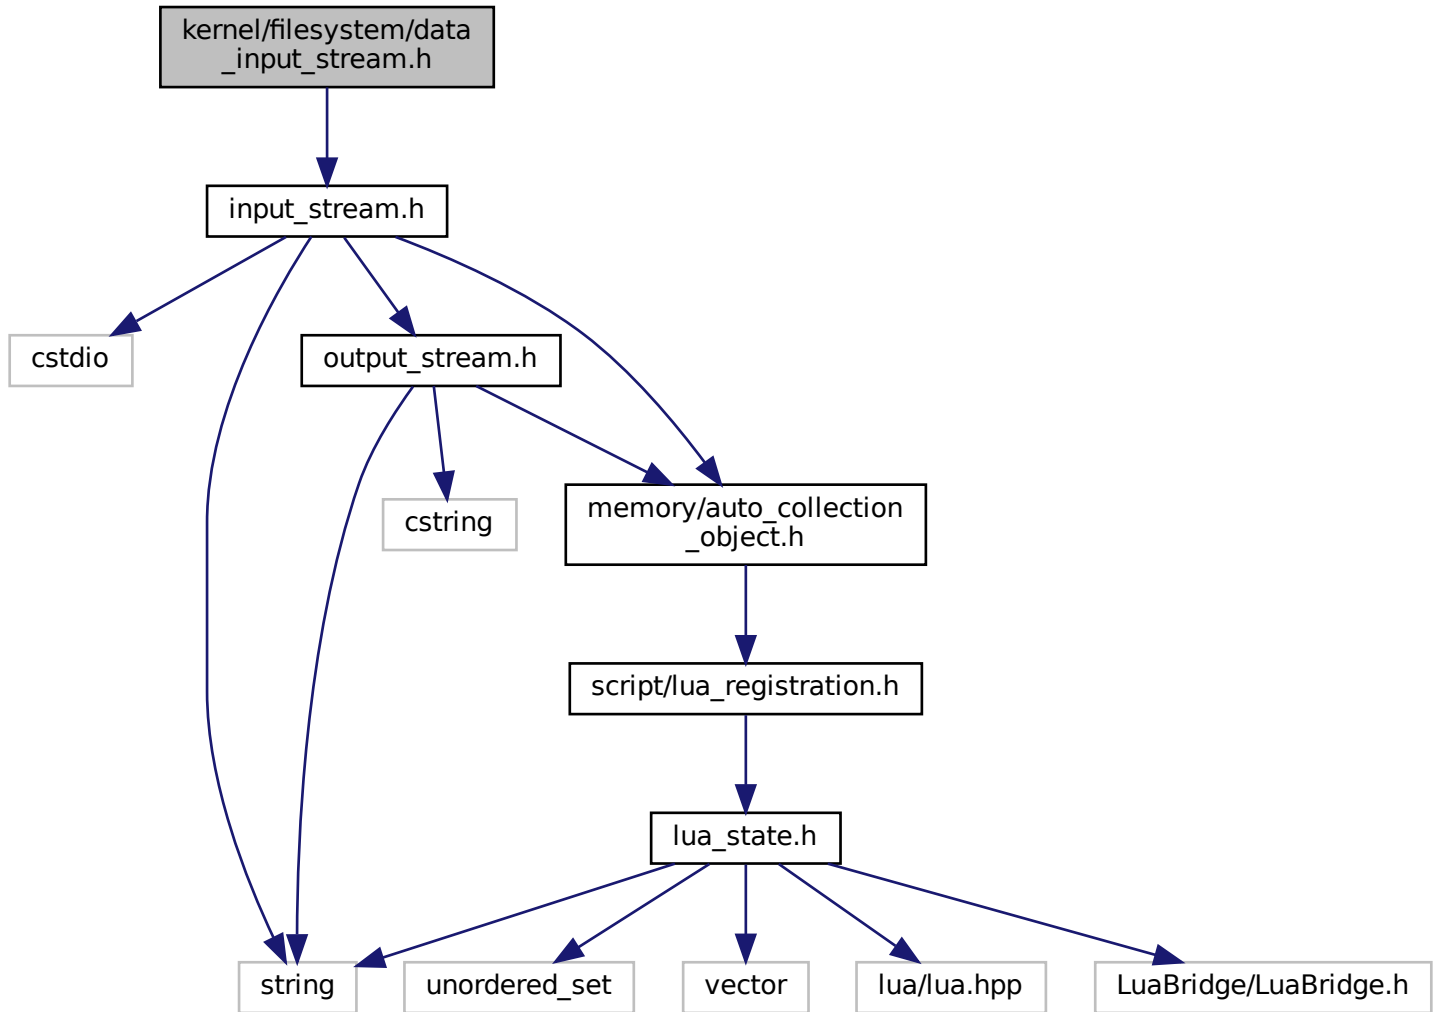 kernel/filesystem/data
_input_stream.h
input_stream.h
cstdio
output_stream.h
cstring
memory/auto_collection
_object.h
script/lua_registration.h
lua_state.h
string
unordered_set
vector
lua/lua.hpp
LuaBridge/LuaBridge.h